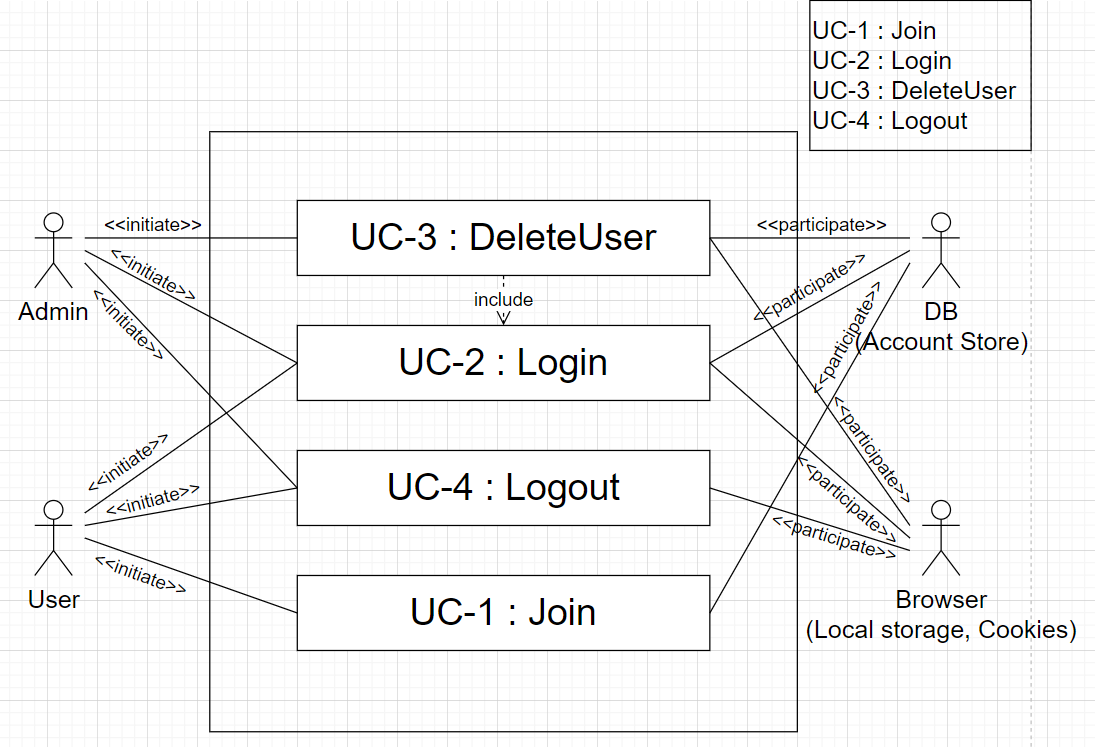 UC-1 : Join
UC-2 : Login
UC-3 : DeleteUser
UC-4 : Logout
<<initiate>>
UC-3 : DeleteUser
<<participate>>
<<initiate>>
<<participate>>
include
Admin
<<initiate>>
DB
(Account Store)
<<participate>>
UC-2 : Login
<<initiate>>
<<participate>>
<<initiate>>
UC-4 : Logout
<<participate>>
<<participate>>
<<initiate>>
User
UC-1 : Join
Browser
(Local storage, Cookies)